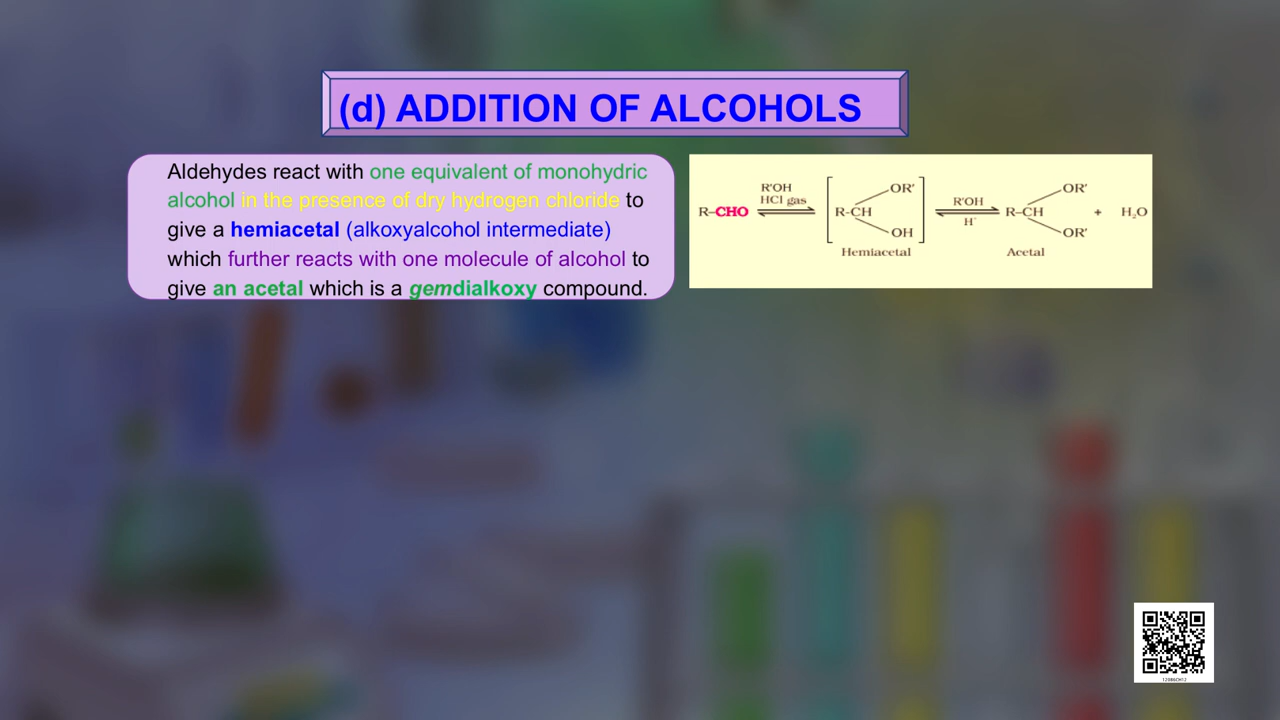 (d) ADDITION OF ALCOHOLS
Aldehydes react with one equivalent of monohydric
alcohol in the presence of dry hydrogen chloride to
give a hemiacetal (alkoxyalcohol intermediate)
which further reacts with one molecule of alcohol to
give an acetal which is a gemdialkoxy compound.
R'OH
HCl gas
R–CHO
OR'
R-CH
OH
Hemiacetal
R'OH
H⁺
OR'
R-CH
OR'
Acetal
+ H₂O
12086CH12